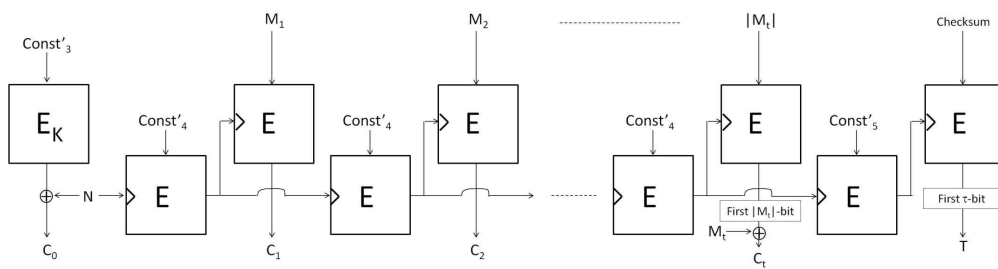 M₁ M₂ |Mₜ| Checksum
Const'₃
E_K
Const'₄ E Const'₄ E Const'₄ E Const'₅ E
N E E E E
First |Mₜ|-bit First τ-bit
Mₜ
C₀ C₁ C₂ Cₜ T